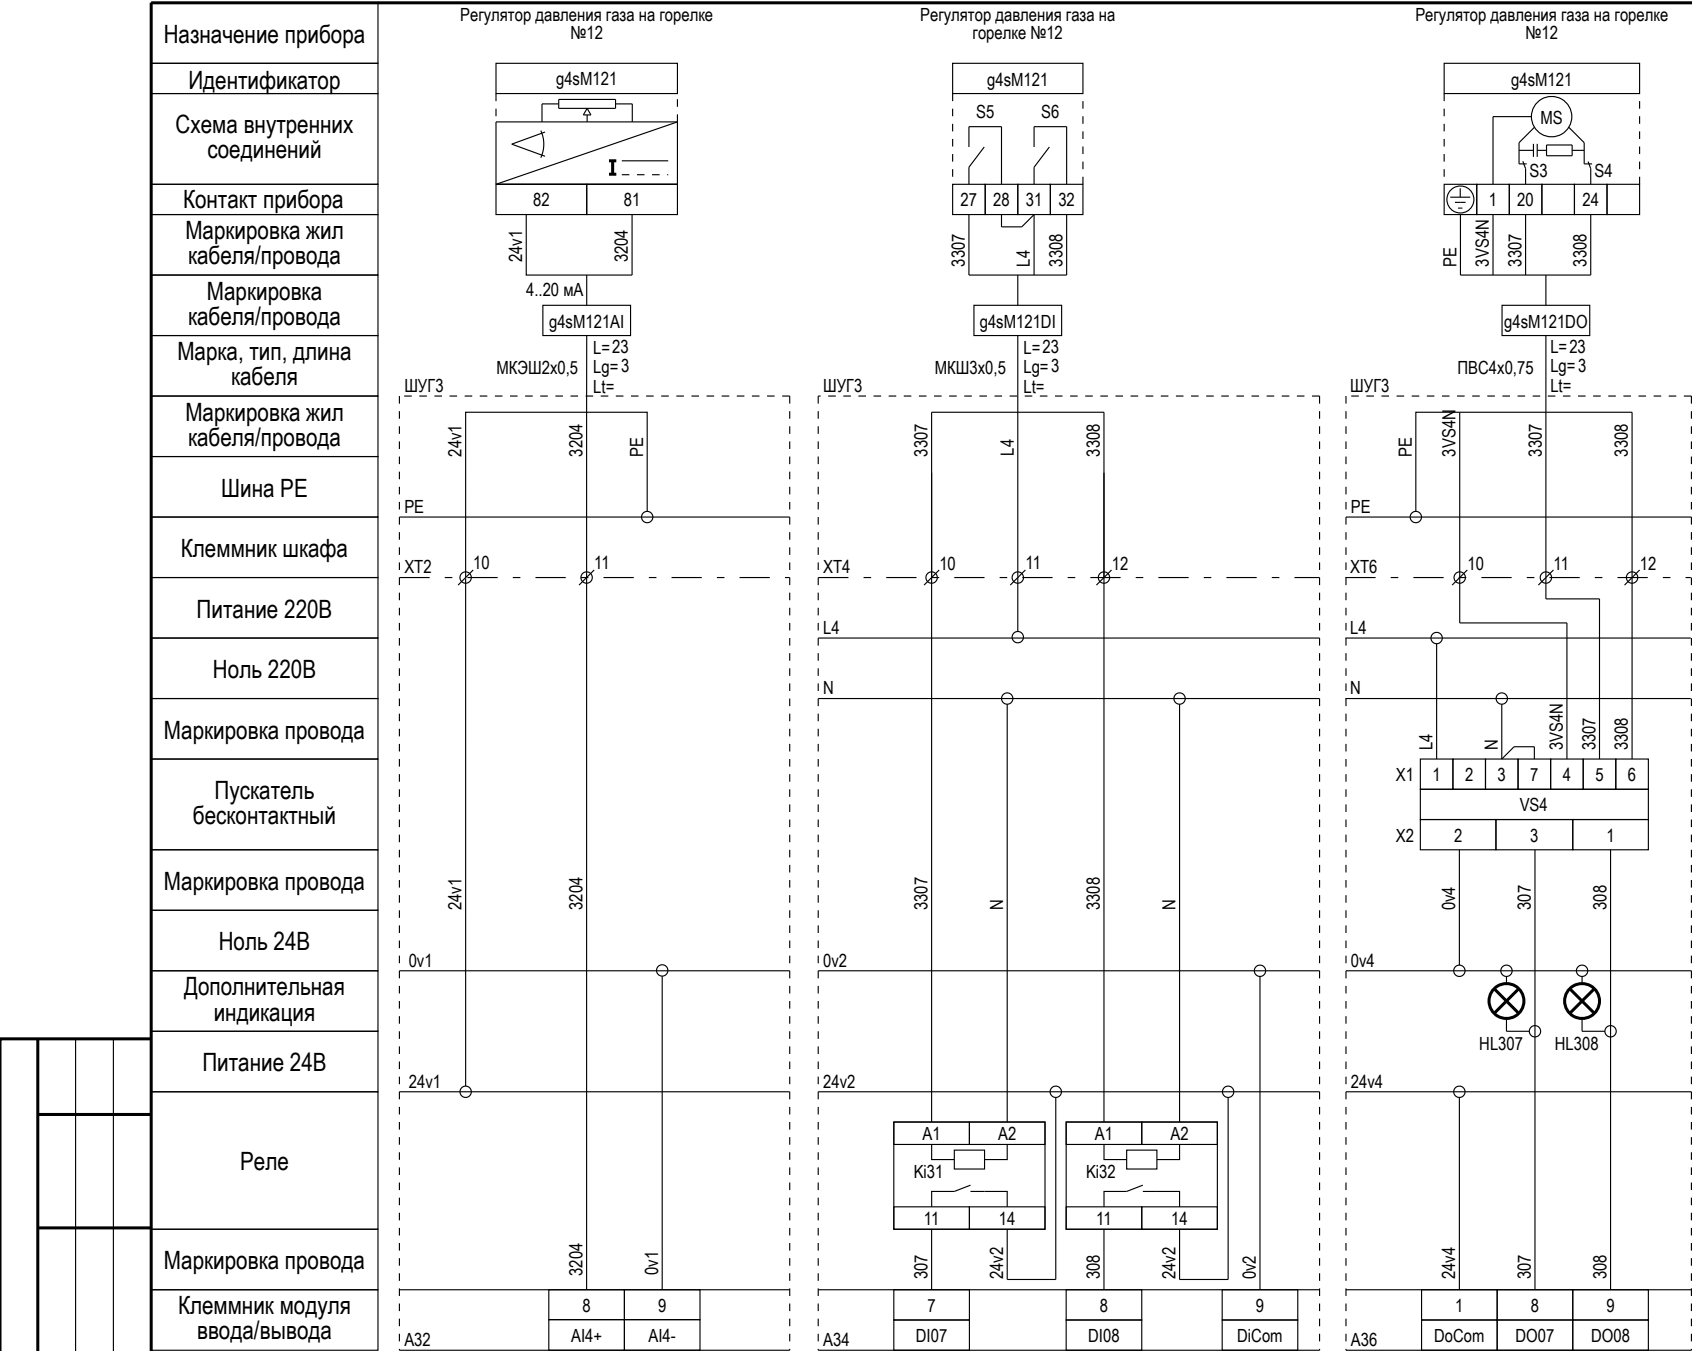 Назначение прибора
Регулятор давления газа на горелке
№12
Регулятор давления газа на
горелке №12
Регулятор давления газа на горелке
№12
Идентификатор
g4sM121
g4sM121
g4sM121
Схема внутренних
соединений
I
S5
S6
MS
S3
S4
Контакт прибора
82
81
27
28
31
32
1
20
24
Маркировка жил
кабеля/провода
24v1
3204
3307
L4
3308
PE
3VS4N
3307
3308
Маркировка
кабеля/провода
4..20 мА
g4sM121AI
g4sM121DI
g4sM121DO
Марка, тип, длина
кабеля
МКЭШ2х0,5
L=23
Lg=3
Lt=
МКШ3х0,5
L=23
Lg=3
Lt=
ПВС4х0,75
L=23
Lg=3
Lt=
ШУГ3
ШУГ3
ШУГ3
Маркировка жил
кабеля/провода
24v1
3204
PE
3307
L4
3308
PE
3VS4N
3307
3308
Шина PE
PE
PE
Клеммник шкафа
XT2
10
11
XT4
10
11
12
XT6
10
11
12
Питание 220В
L4
L4
Ноль 220В
N
N
Маркировка провода
L4
N
3VS4N
3307
3308
Пускатель
бесконтактный
X1
1
2
3
7
4
5
6
VS4
X2
2
3
1
Маркировка провода
24v1
3204
3307
N
3308
N
0v4
307
308
Ноль 24В
0v1
0v2
0v4
Дополнительная
индикация
HL307
HL308
Питание 24В
24v1
24v2
24v4
Реле
A1
A2
Ki31
11
14
A1
A2
Ki32
11
14
Маркировка провода
3204
0v1
307
24v2
308
24v2
0v2
24v4
307
308
Клеммник модуля
ввода/вывода
A32
8
9
AI4+
AI4-
A34
7
8
9
DI07
DI08
DiCom
A36
1
8
9
DoCom
DO07
DO08